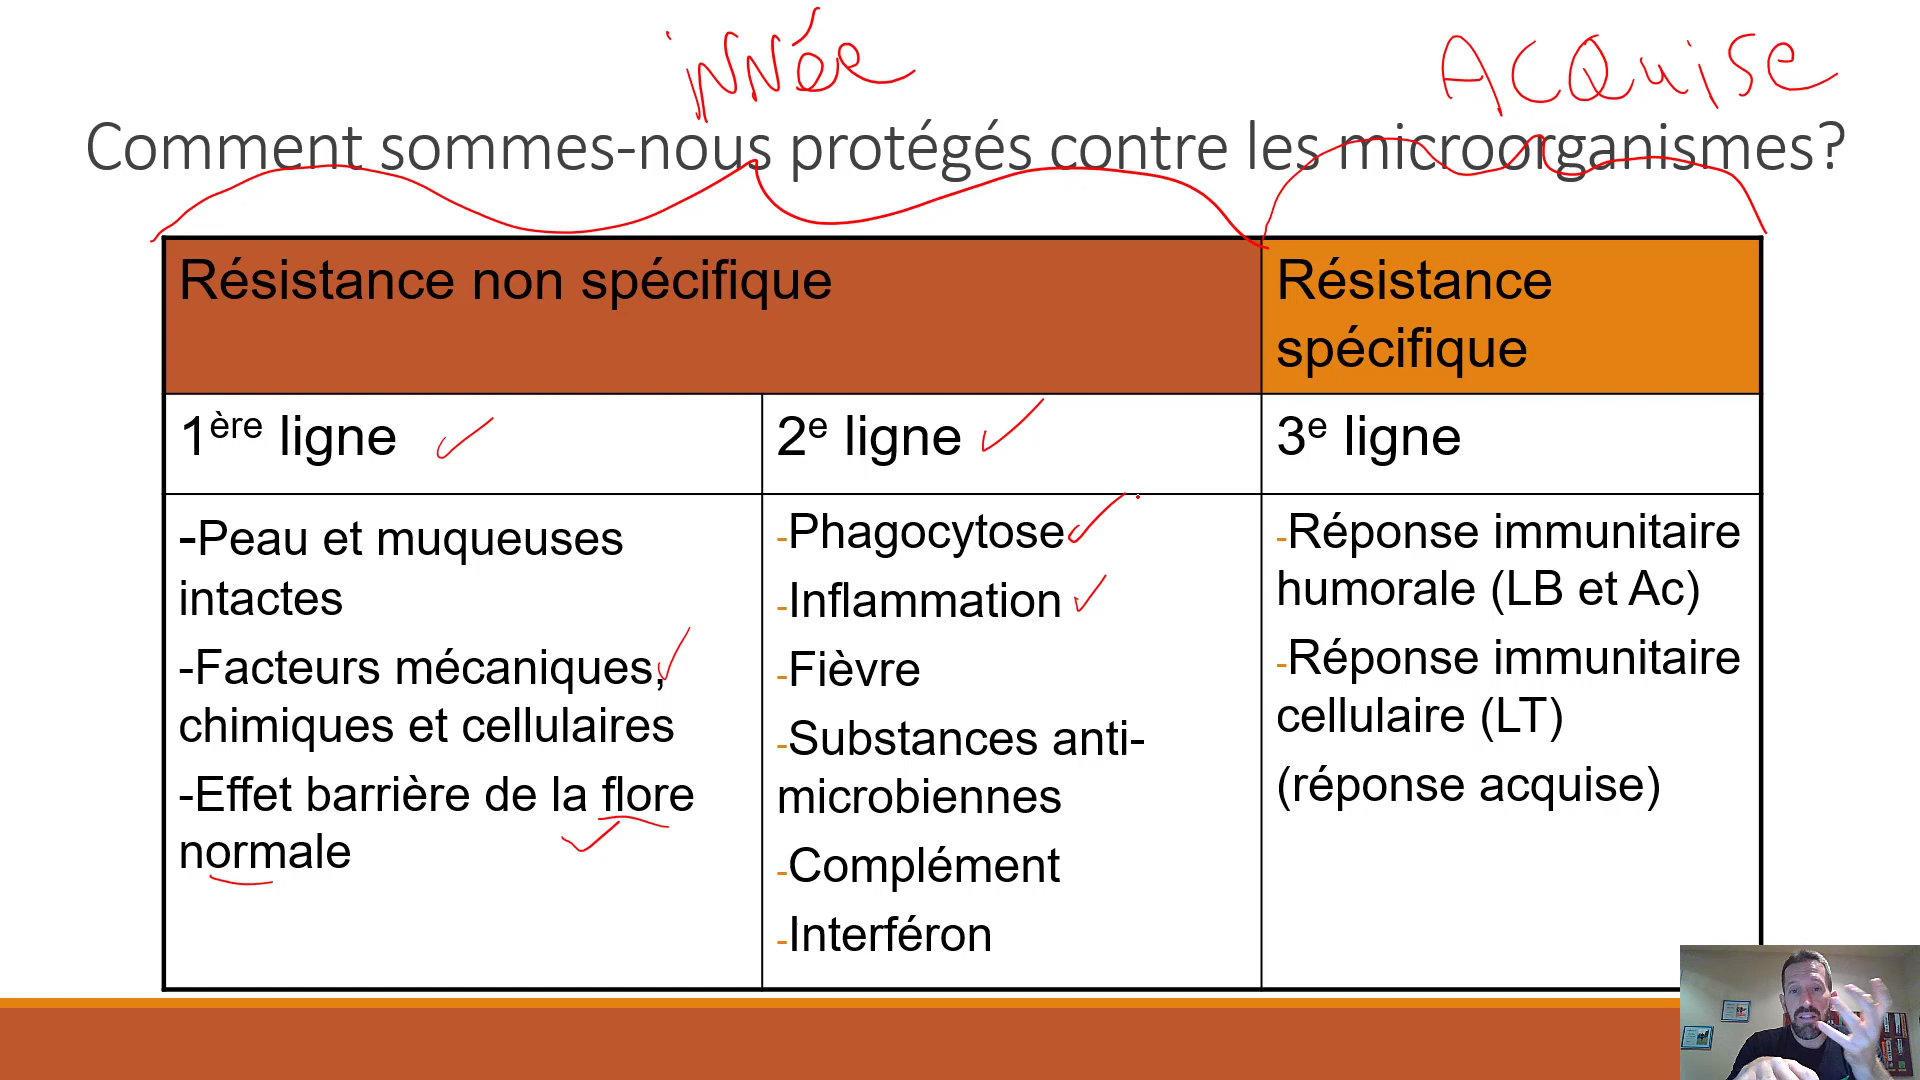 innée
Acquise
Comment sommes-nous protégés contre les microorganismes?
Résistance non spécifique
Résistance
spécifique
1ère ligne
2e ligne
3e ligne
-Peau et muqueuses
intactes
-Facteurs mécaniques,
chimiques et cellulaires
-Effet barrière de la flore
normale
-Phagocytose
-Inflammation
-Fièvre
-Substances anti-
microbiennes
-Complément
-Interféron
-Réponse immunitaire
humorale (LB et Ac)
-Réponse immunitaire
cellulaire (LT)
(réponse acquise)